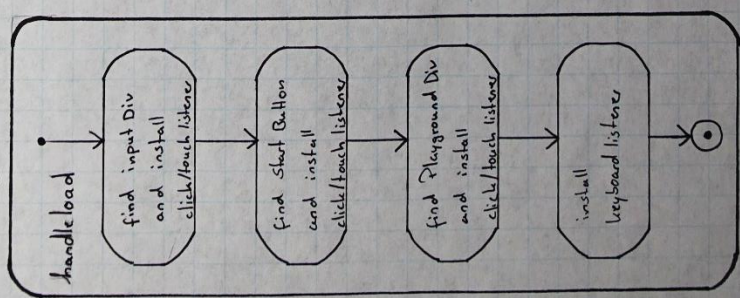 handleload
find input Div
and install
click/touch listener
find Start Button
and install
click/touch listener
find Playground Div
and install
click/touch listener
install
keyboard listener